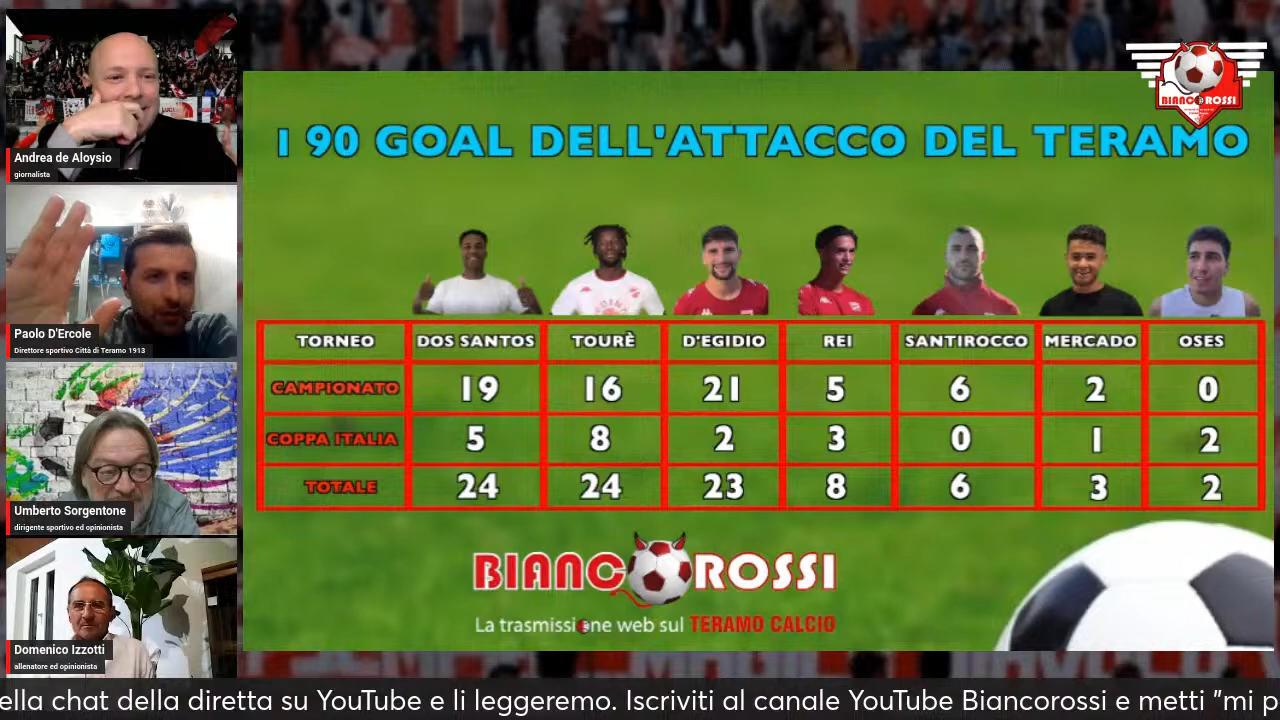 BIANCOROSSI
I 90 GOAL DELL'ATTACCO DEL TERAMO
Andrea de Aloysio
giornalista
Paolo D'Ercole
Direttore sportivo Città di Teramo 1913
Umberto Sorgentone
dirigente sportivo ed opinionista
Domenico Izzotti
allenatore ed opinionista
TORNEO DOS SANTOS TOURÈ D'EGIDIO REI SANTIROCCO MERCADO OSES
CAMPIONATO 19 16 21 5 6 2 0
COPPA ITALIA 5 8 2 3 0 1 2
TOTALE 24 24 23 8 6 3 2
BIANCOROSSI
La trasmissione web sul TERAMO CALCIO
ella chat della diretta su YouTube e li leggeremo. Iscriviti al canale YouTube Biancorossi e metti "mi p